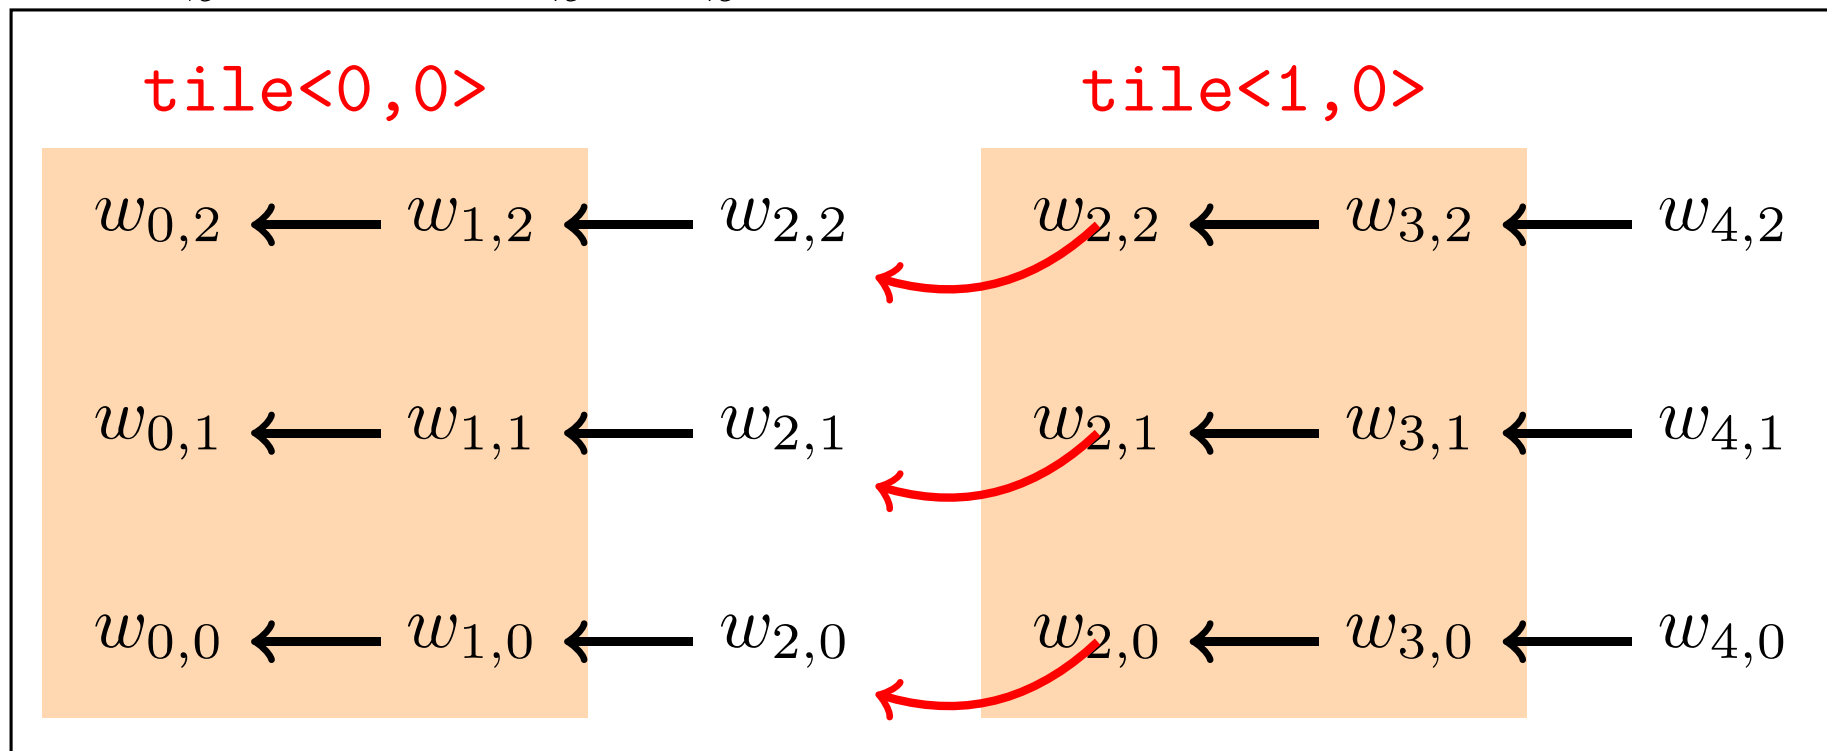 tile<0,0> tile<1,0>
w0,2 w1,2 w2,2 w2,2 w3,2 w4,2
w0,1 w1,1 w2,1 w2,1 w3,1 w4,1
w0,0 w1,0 w2,0 w2,0 w3,0 w4,0